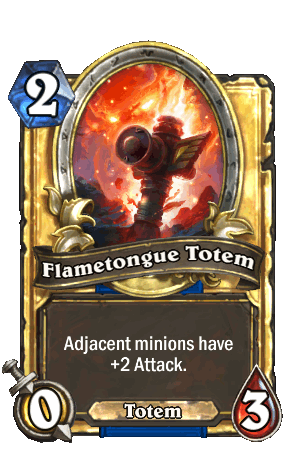 2
Flametongue Totem
Adjacent minions have
+2 Attack.
0
Totem
3